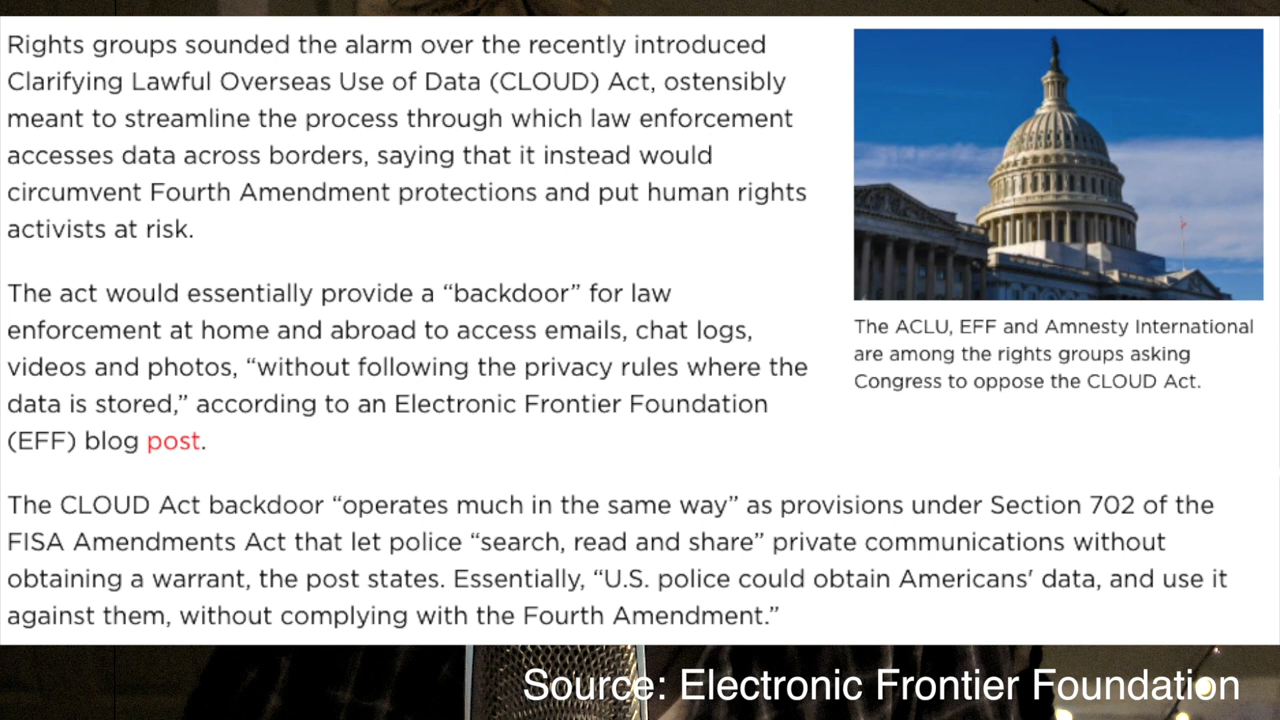 Rights groups sounded the alarm over the recently introduced
Clarifying Lawful Overseas Use of Data (CLOUD) Act, ostensibly
meant to streamline the process through which law enforcement
accesses data across borders, saying that it instead would
circumvent Fourth Amendment protections and put human rights
activists at risk.
The act would essentially provide a “backdoor” for law
enforcement at home and abroad to access emails, chat logs,
videos and photos, “without following the privacy rules where the
data is stored,” according to an Electronic Frontier Foundation
(EFF) blog post.
The ACLU, EFF and Amnesty International
are among the rights groups asking
Congress to oppose the CLOUD Act.
The CLOUD Act backdoor “operates much in the same way” as provisions under Section 702 of the
FISA Amendments Act that let police “search, read and share” private communications without
obtaining a warrant, the post states. Essentially, “U.S. police could obtain Americans' data, and use it
against them, without complying with the Fourth Amendment.”
Source: Electronic Frontier Foundation